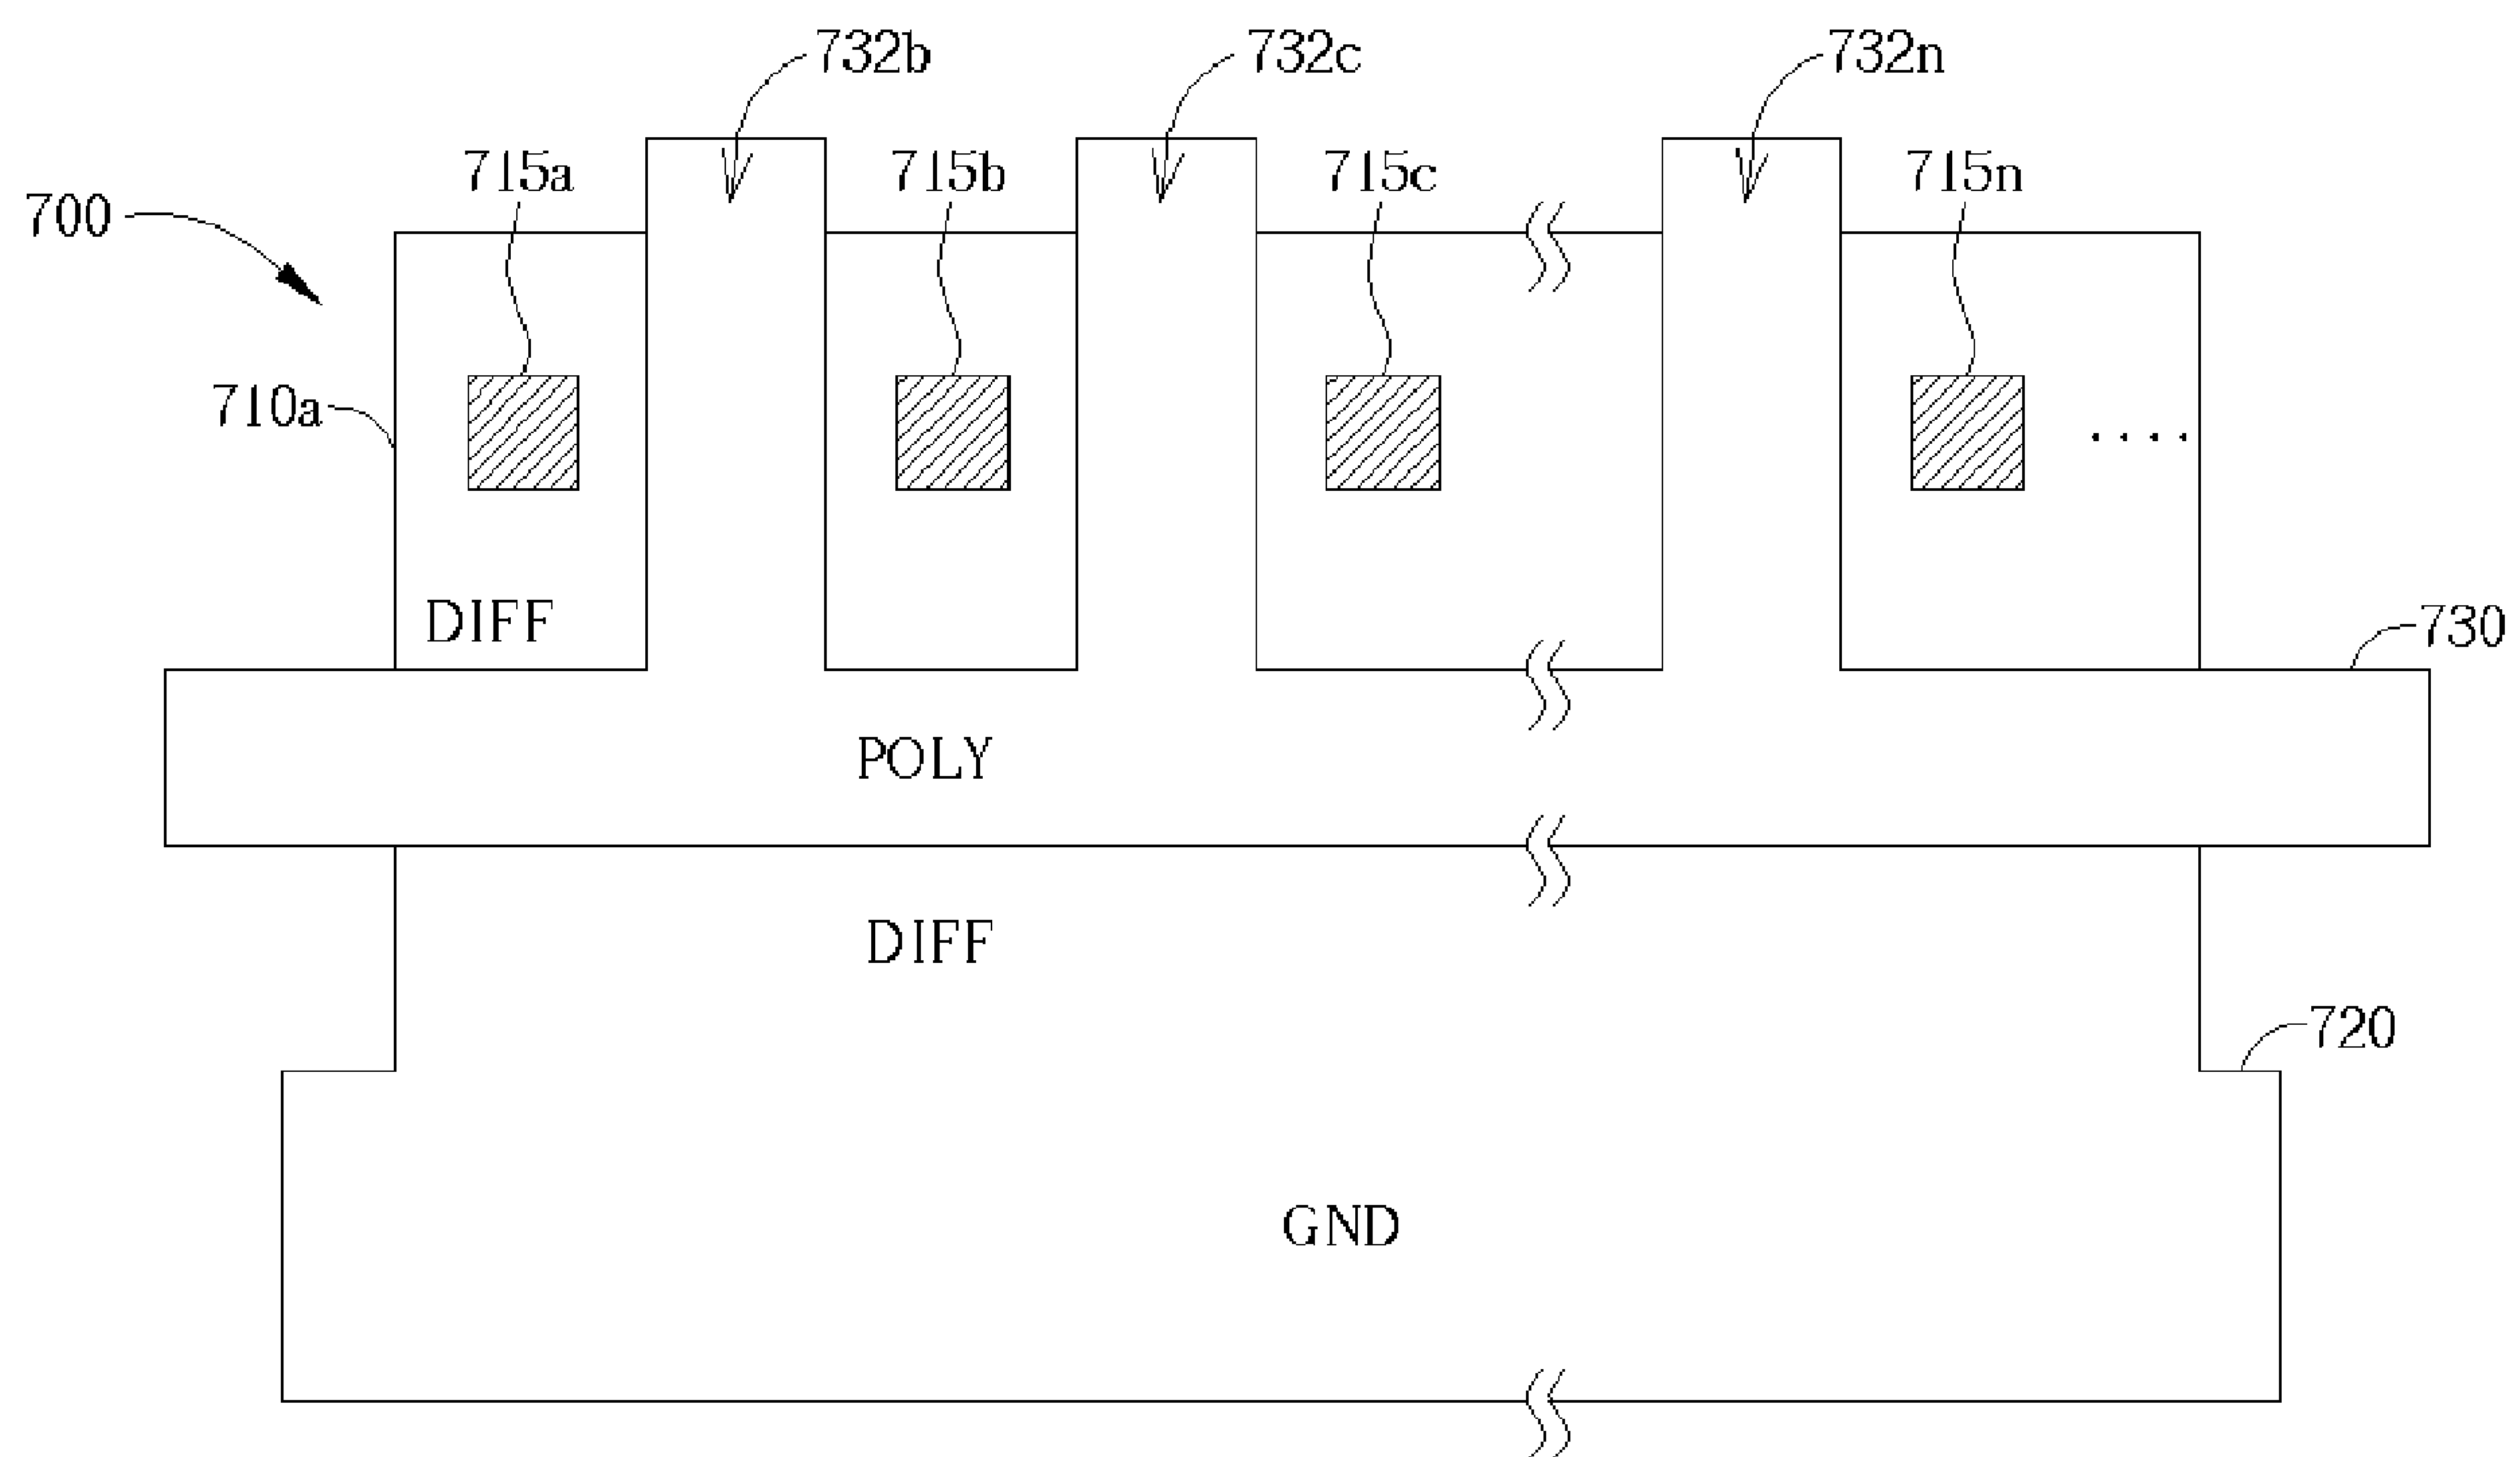 732b 732c 732n
715a 715b 715c 715n
700
710a
....
DIFF
730
POLY
DIFF
720
GND